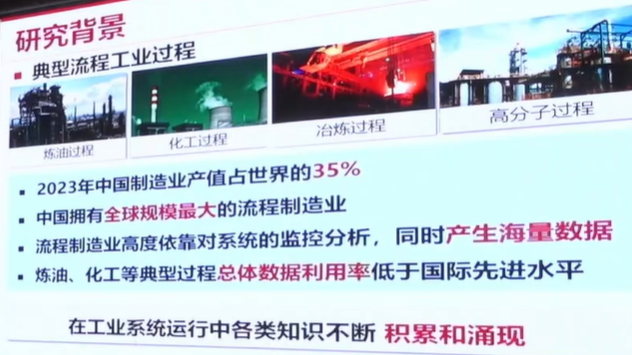 研究背景
典型流程工业过程
炼油过程
化工过程
冶炼过程
高分子过程
2023年中国制造业产值占世界的35%
中国拥有全球规模最大的流程制造业
流程制造业高度依靠对系统的监控分析，同时产生海量数据
炼油、化工等典型过程总体数据利用率低于国际先进水平
在工业系统运行中各类知识不断 积累和涌现